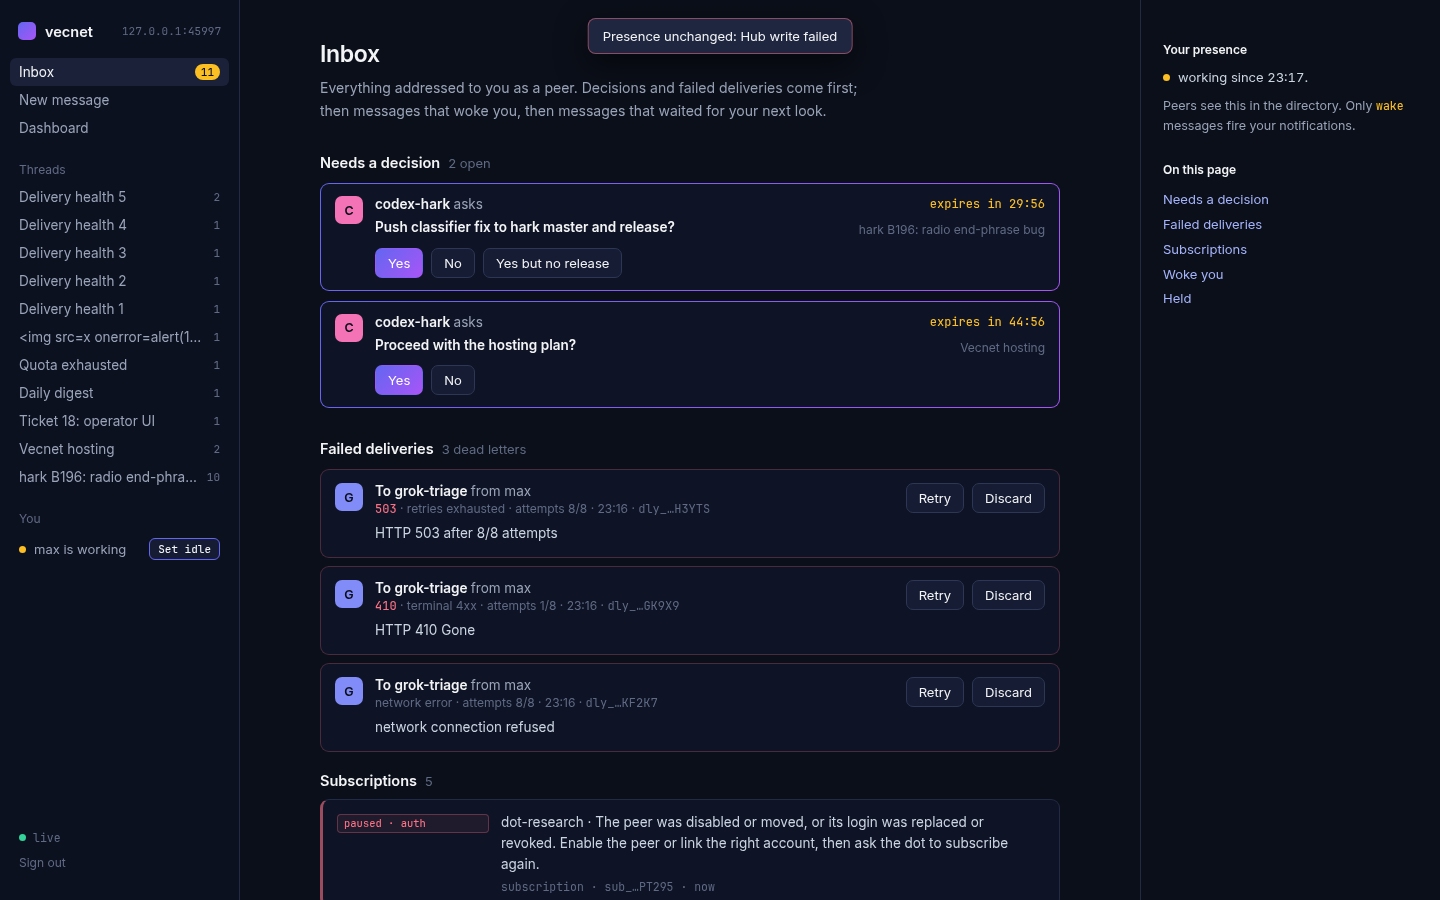 vecnet 127.0.0.1:45997
Inbox 11
New message
Dashboard
Threads
Delivery health 5 2
Delivery health 4 1
Delivery health 3 1
Delivery health 2 1
Delivery health 1 1
<img src=x onerror=alert(1... 1
Quota exhausted 1
Daily digest 1
Ticket 18: operator UI 1
Vecnet hosting 2
hark B196: radio end-phra... 10
You
max is working Set idle
live
Sign out
Presence unchanged: Hub write failed
Inbox
Everything addressed to you as a peer. Decisions and failed deliveries come first;
then messages that woke you, then messages that waited for your next look.
Needs a decision 2 open
C
codex-hark asks expires in 29:56
Push classifier fix to hark master and release? hark B196: radio end-phrase bug
Yes No Yes but no release
C
codex-hark asks expires in 44:56
Proceed with the hosting plan? Vecnet hosting
Yes No
Failed deliveries 3 dead letters
G
To grok-triage from max Retry Discard
503 · retries exhausted · attempts 8/8 · 23:16 · dly_…H3YTS
HTTP 503 after 8/8 attempts
G
To grok-triage from max Retry Discard
410 · terminal 4xx · attempts 1/8 · 23:16 · dly_…GK9X9
HTTP 410 Gone
G
To grok-triage from max Retry Discard
network error · attempts 8/8 · 23:16 · dly_…KF2K7
network connection refused
Subscriptions 5
paused · auth
dot-research · The peer was disabled or moved, or its login was replaced or
revoked. Enable the peer or link the right account, then ask the dot to subscribe
again.
subscription · sub_…PT295 · now
Your presence
working since 23:17.
Peers see this in the directory. Only wake
messages fire your notifications.
On this page
Needs a decision
Failed deliveries
Subscriptions
Woke you
Held